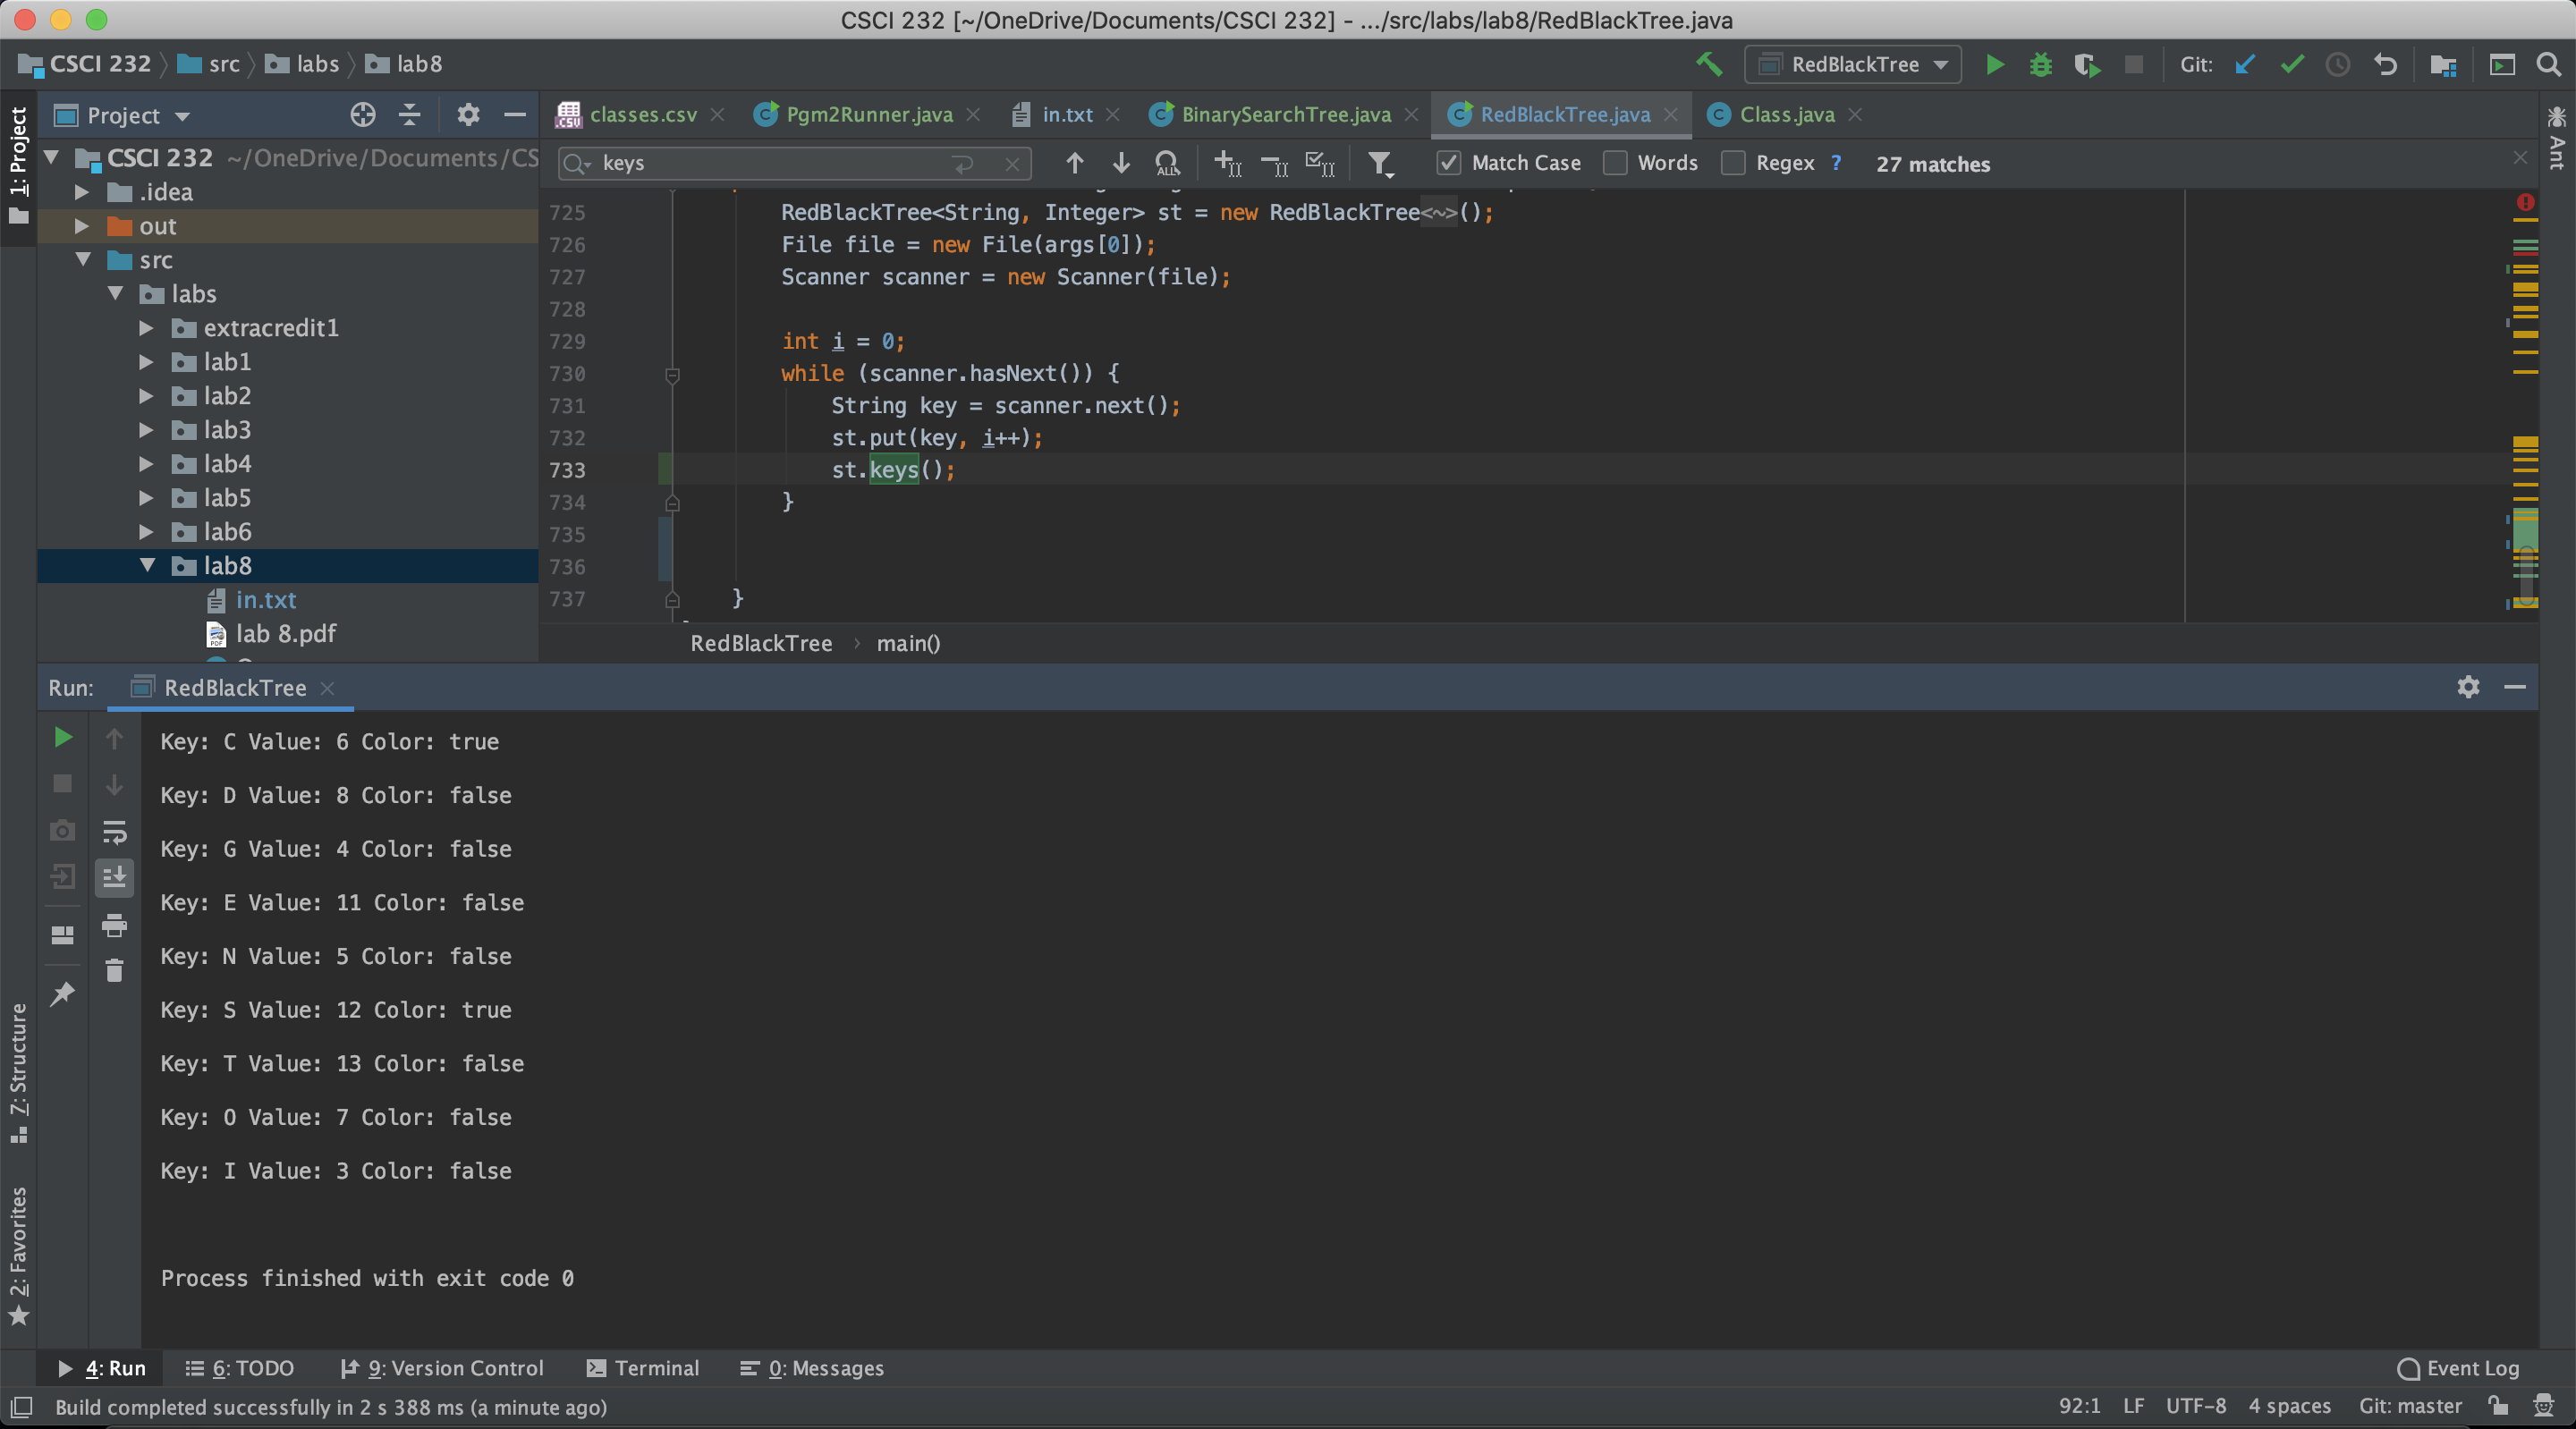 CSCI 232 [~/OneDrive/Documents/CSCI 232] - .../src/labs/lab8/RedBlackTree.java
CSCI 232 src labs lab8 RedBlackTree Git:
1: Project
Project
classes.csv Pgm2Runner.java in.txt BinarySearchTree.java RedBlackTree.java Class.java
Ant
keys Match Case Words Regex ? 27 matches
CSCI 232 ~/OneDrive/Documents/CS
.idea
out
src
labs
extracredit1
lab1
lab2
lab3
lab4
lab5
lab6
lab8
in.txt
lab 8.pdf
725 RedBlackTree<String, Integer> st = new RedBlackTree<~>();
726 File file = new File(args[0]);
727 Scanner scanner = new Scanner(file);
728
729 int i = 0;
730 while (scanner.hasNext()) {
731 String key = scanner.next();
732 st.put(key, i++);
733 st.keys();
734 }
735
736
737 }
RedBlackTree › main()
Run: RedBlackTree
Key: C Value: 6 Color: true
Key: D Value: 8 Color: false
Key: G Value: 4 Color: false
Key: E Value: 11 Color: false
Key: N Value: 5 Color: false
Key: S Value: 12 Color: true
Key: T Value: 13 Color: false
Key: O Value: 7 Color: false
Key: I Value: 3 Color: false
Process finished with exit code 0
7: Structure
2: Favorites
4: Run 6: TODO 9: Version Control Terminal 0: Messages Event Log
Build completed successfully in 2 s 388 ms (a minute ago) 92:1 LF UTF-8 4 spaces Git: master